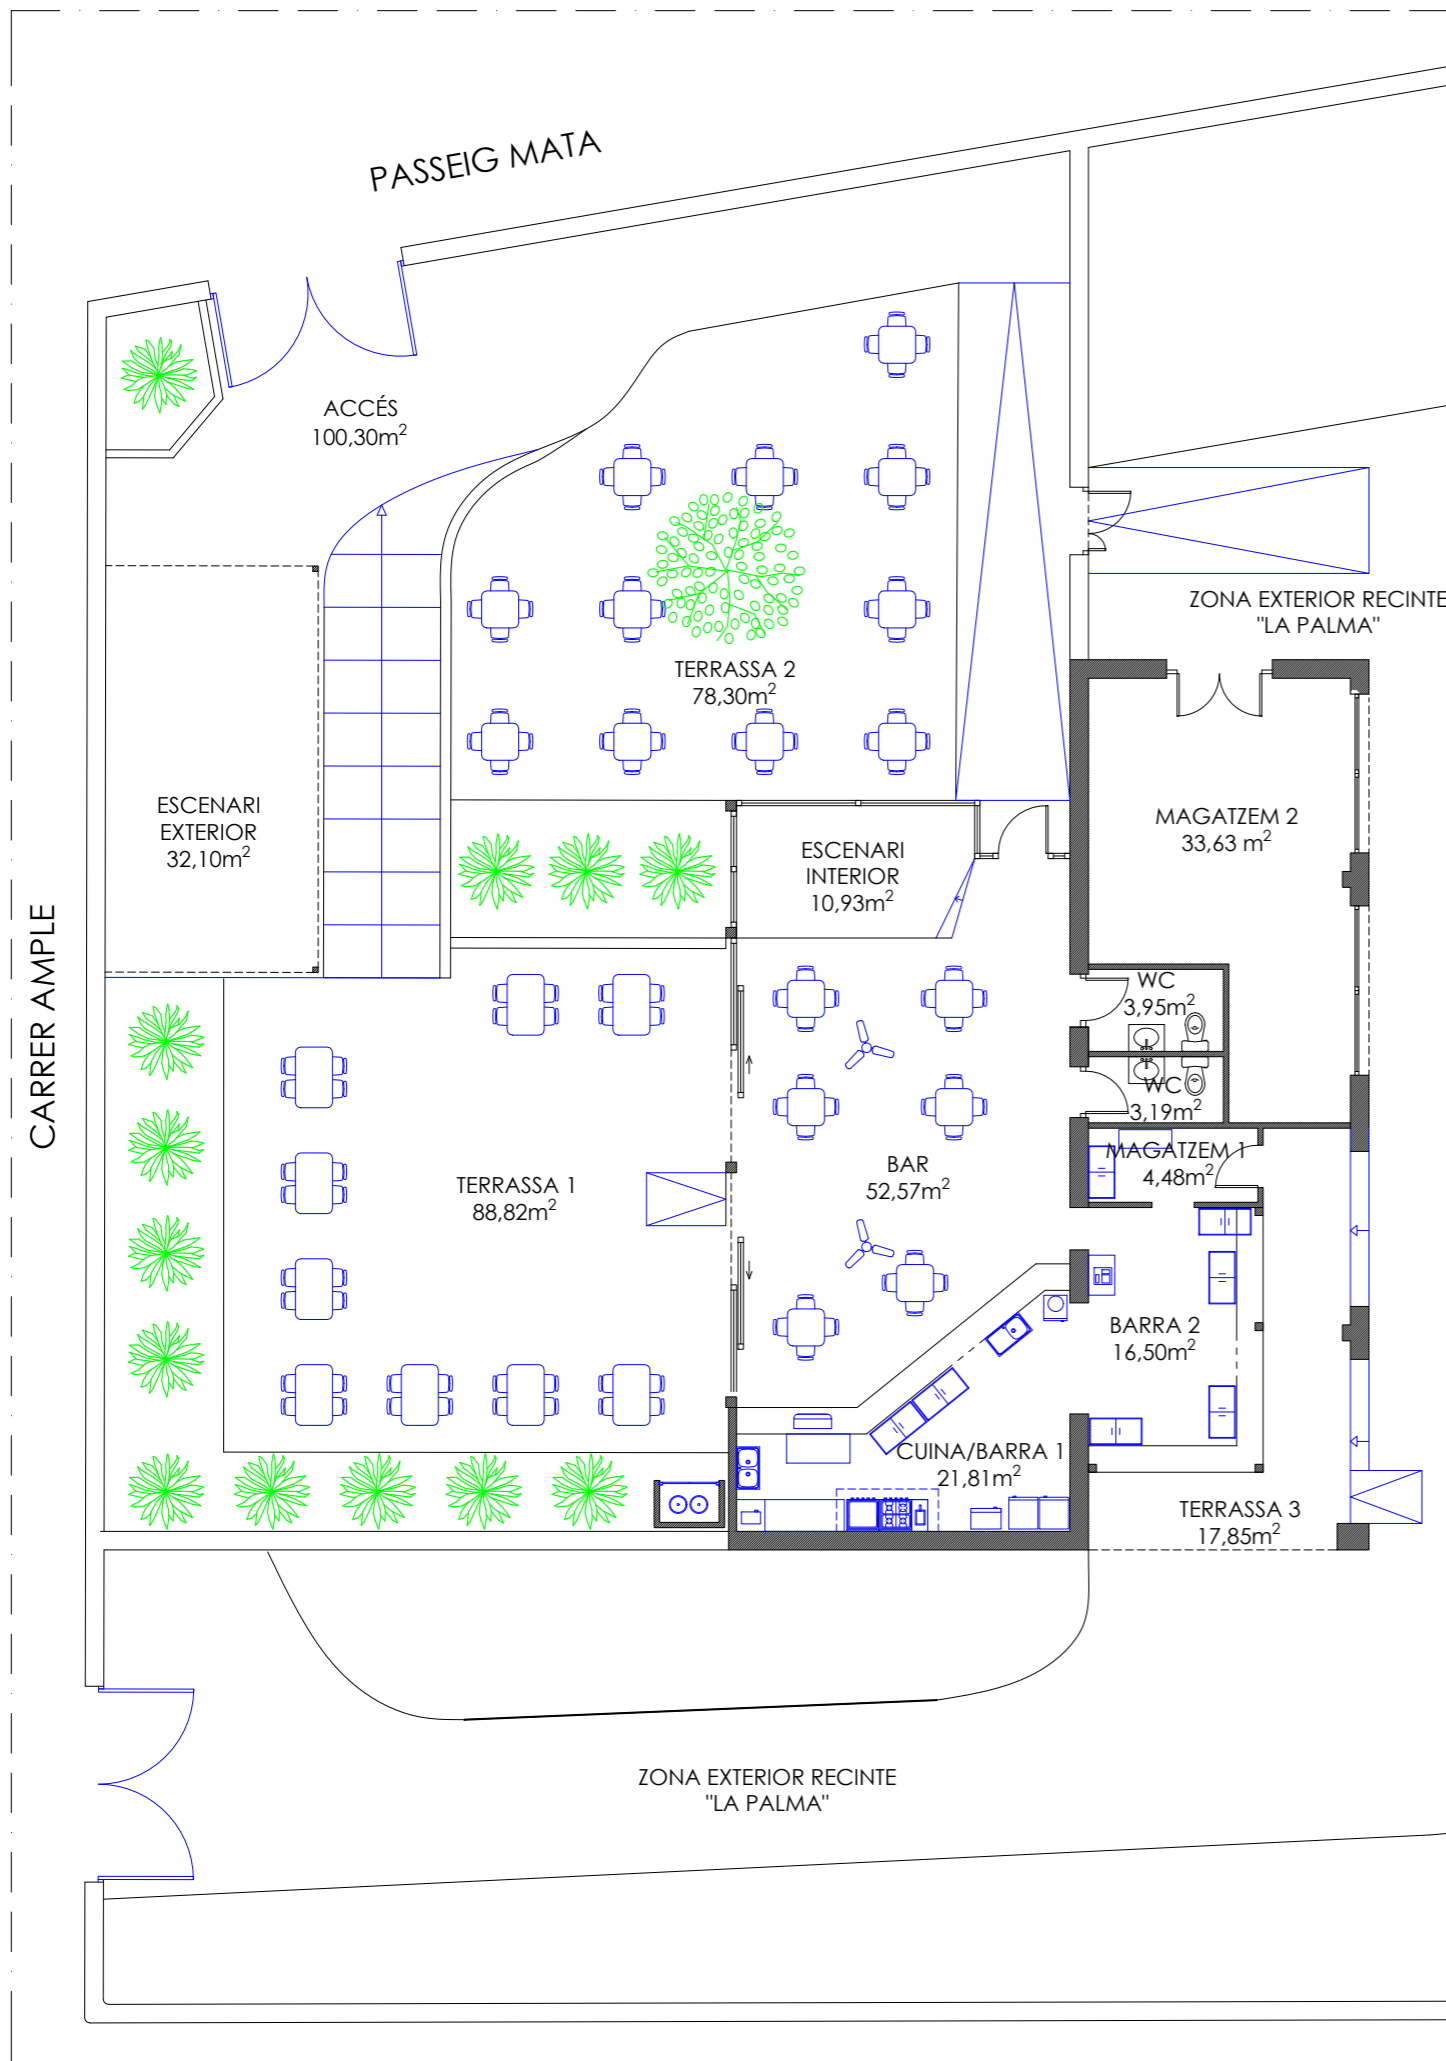 PASSEIG MATA
ACCÉS
100,30m²
ZONA EXTERIOR RECINTE
"LA PALMA"
TERRASSA 2
78,30m²
ESCENARI
EXTERIOR
32,10m²
ESCENARI
INTERIOR
10,93m²
MAGATZEM 2
33,63 m²
CARRER AMPLE
WC
3,95m²
WC
3,19m²
MAGATZEM 1
4,48m²
BAR
52,57m²
TERRASSA 1
88,82m²
BARRA 2
16,50m²
CUINA/BARRA 1
21,81m²
TERRASSA 3
17,85m²
ZONA EXTERIOR RECINTE
"LA PALMA"